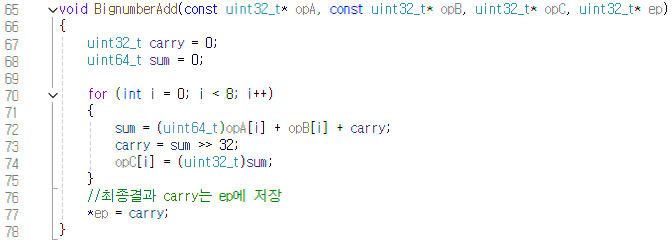 65 void BignumberAdd(const uint32_t* opA, const uint32_t* opB, uint32_t* opC, uint32_t* ep)
66 {
67 uint32_t carry = 0;
68 uint64_t sum = 0;
69
70 for (int i = 0; i < 8; i++)
71 {
72 sum = (uint64_t)opA[i] + opB[i] + carry;
73 carry = sum >> 32;
74 opC[i] = (uint32_t)sum;
75 }
76 //최종결과 carry는 ep에 저장
77 *ep = carry;
78 }